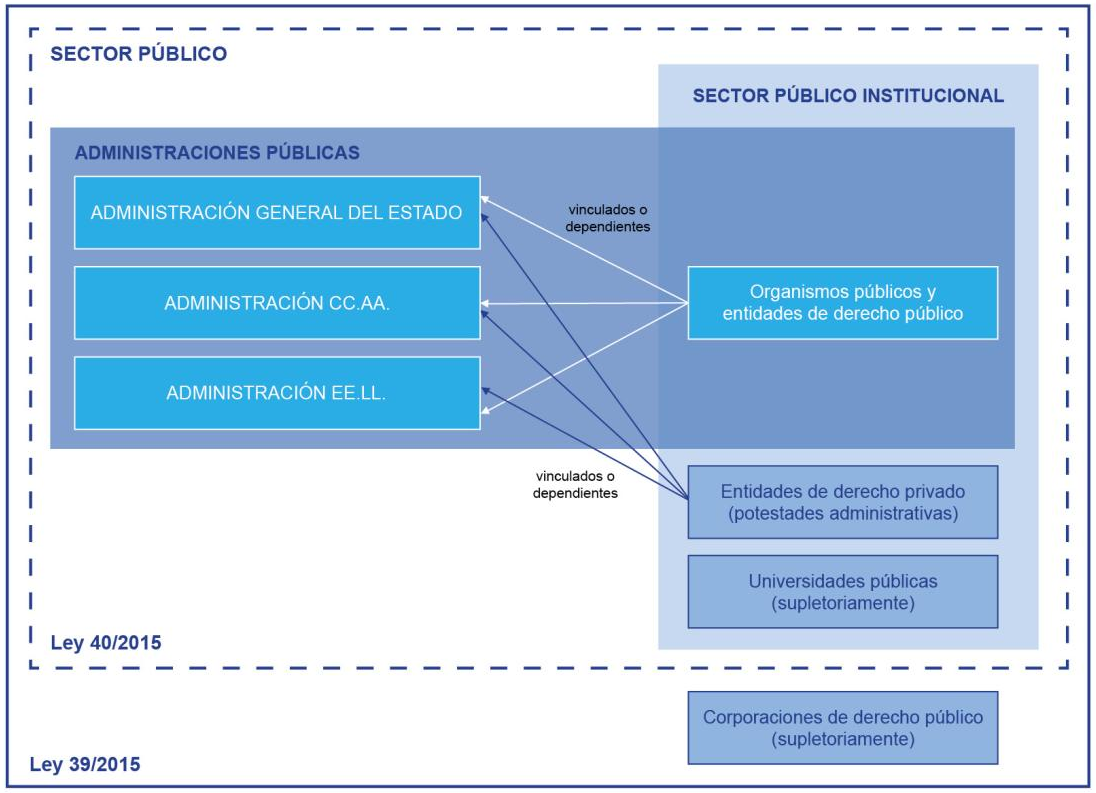 SECTOR PÚBLICO
SECTOR PÚBLICO INSTITUCIONAL
ADMINISTRACIONES PÚBLICAS
ADMINISTRACIÓN GENERAL DEL ESTADO
vinculados o
dependientes
ADMINISTRACIÓN CC.AA.
Organismos públicos y
entidades de derecho público
ADMINISTRACIÓN EE.LL.
vinculados o
dependientes
Entidades de derecho privado
(potestades administrativas)
Universidades públicas
(supletoriamente)
Ley 40/2015
Corporaciones de derecho público
(supletoriamente)
Ley 39/2015